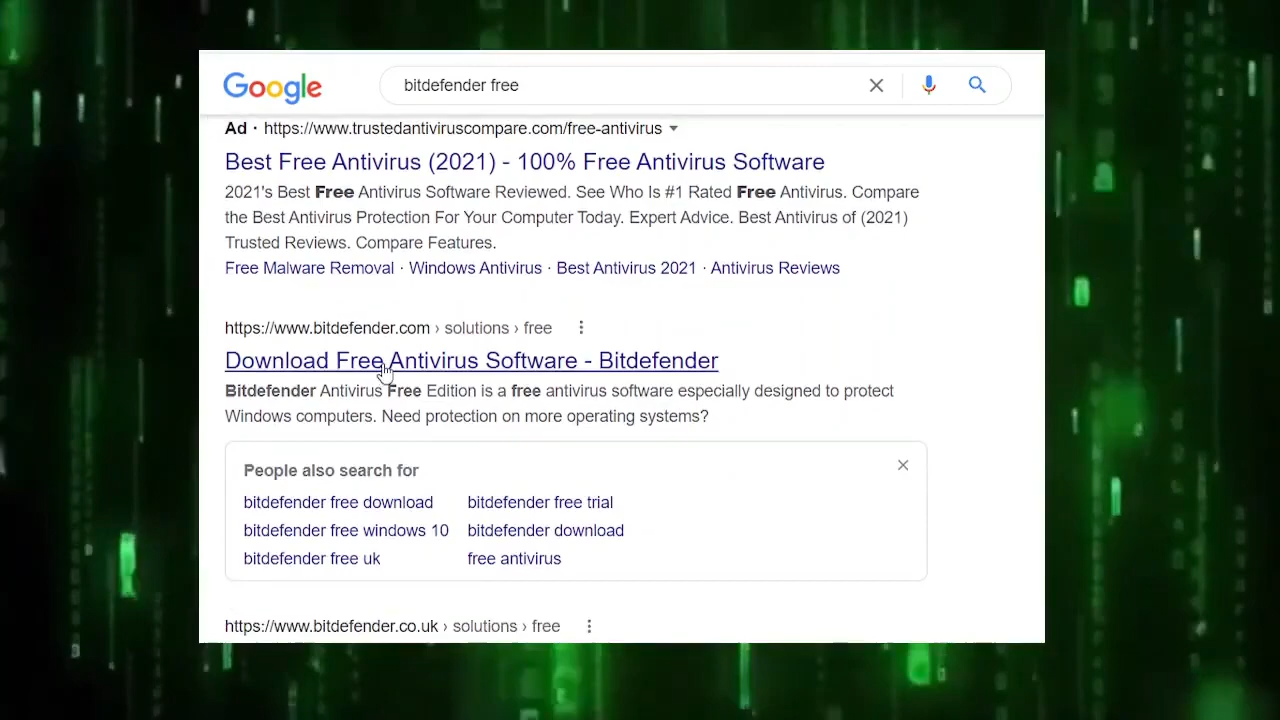 Google
bitdefender free
Ad · https://www.trustedantiviruscompare.com/free-antivirus
Best Free Antivirus (2021) - 100% Free Antivirus Software
2021's Best Free Antivirus Software Reviewed. See Who Is #1 Rated Free Antivirus. Compare
the Best Antivirus Protection For Your Computer Today. Expert Advice. Best Antivirus of (2021)
Trusted Reviews. Compare Features.
Free Malware Removal · Windows Antivirus · Best Antivirus 2021 · Antivirus Reviews
https://www.bitdefender.com › solutions › free
Download Free Antivirus Software - Bitdefender
Bitdefender Antivirus Free Edition is a free antivirus software especially designed to protect
Windows computers. Need protection on more operating systems?
People also search for
bitdefender free download bitdefender free trial
bitdefender free windows 10 bitdefender download
bitdefender free uk free antivirus
https://www.bitdefender.co.uk › solutions › free